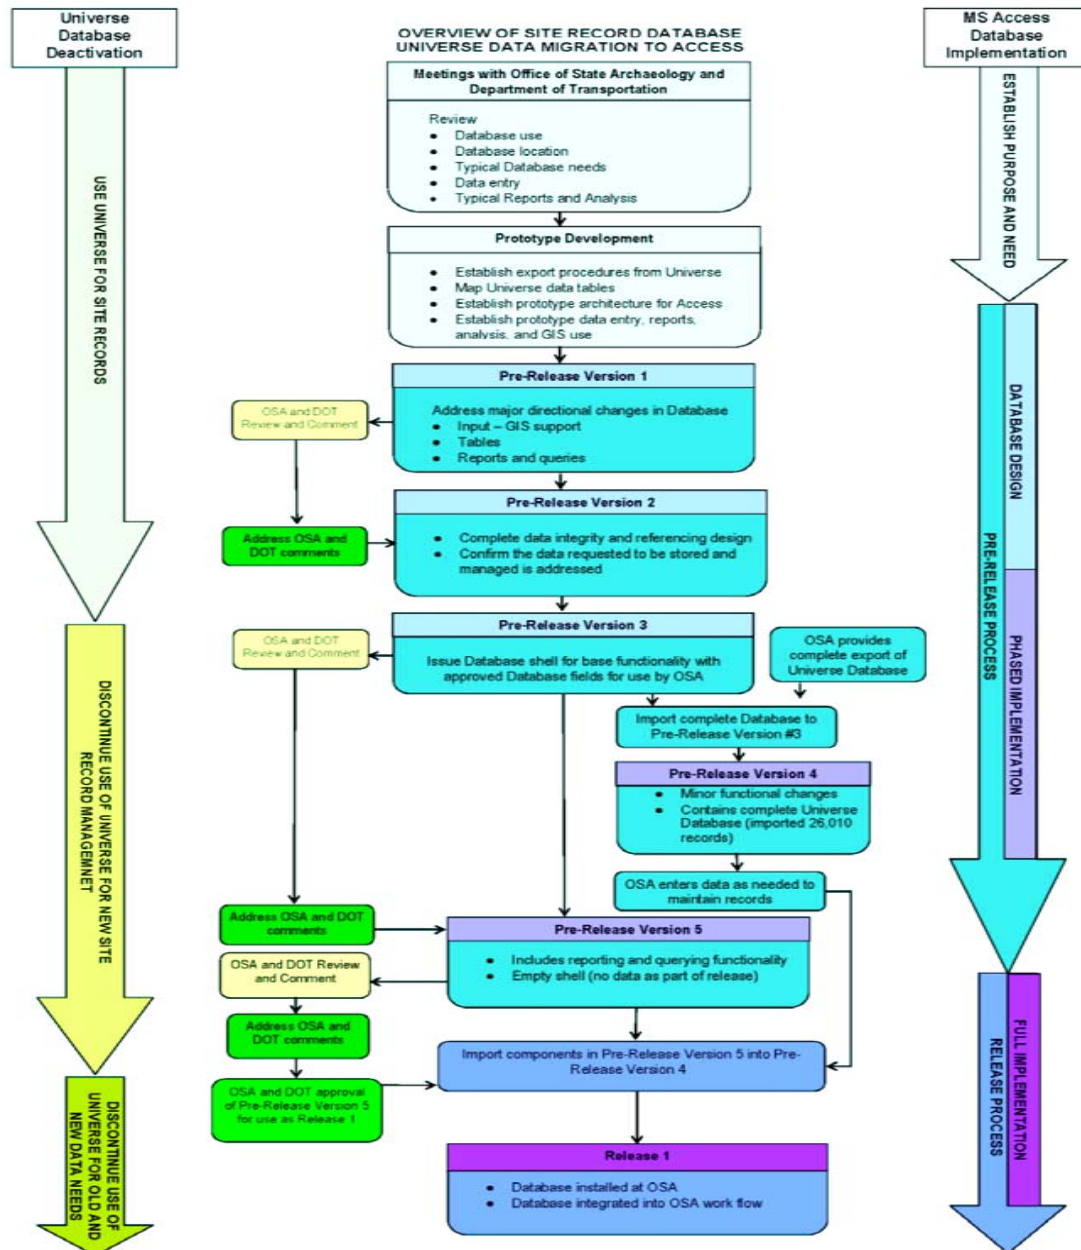 Universe
Database
Deactivation
OVERVIEW OF SITE RECORD DATABASE
UNIVERSE DATA MIGRATION TO ACCESS
MS Access
Database
Implementation
Meetings with Office of State Archaeology and
Department of Transportation
Review
● Database use
● Database location
● Typical Database needs
● Data entry
● Typical Reports and Analysis
Prototype Development
● Establish export procedures from Universe
● Map Universe data tables
● Establish prototype architecture for Access
● Establish prototype data entry, reports,
analysis, and GIS use
Pre-Release Version 1
Address major directional changes in Database
● Input – GIS support
● Tables
● Reports and queries
OSA and DOT
Review and Comment
Pre-Release Version 2
● Complete data integrity and referencing design
● Confirm the data requested to be stored and
managed is addressed
Address OSA and
DOT comments
Pre-Release Version 3
Issue Database shell for base functionality with
approved Database fields for use by OSA
OSA and DOT
Review and Comment
OSA provides
complete export of
Universe Database
Import complete Database to
Pre-Release Version #3
Pre-Release Version 4
● Minor functional changes
● Contains complete Universe
Database (imported 26,010
records)
OSA enters data as needed to
maintain records
Address OSA and DOT
comments
Pre-Release Version 5
● Includes reporting and querying functionality
● Empty shell (no data as part of release)
OSA and DOT Review
and Comment
Address OSA and
DOT comments
Import components in Pre-Release Version 5 into Pre-
Release Version 4
OSA and DOT approval
of Pre-Release Version 5
for use as Release 1
Release 1
● Database installed at OSA
● Database integrated into OSA work flow
USE UNIVERSE FOR SITE RECORDS
DISCONTINUE USE OF UNIVERSE FOR NEW SITE
RECORD MANAGEMNET
DISCONTINUE USE OF
UNIVERSE FOR OLD AND
NEW DATA NEEDS
ESTABLISH PURPOSE AND NEED
DATABASE DESIGN
PRE-RELEASE PROCESS
PHASED IMPLEMENTATION
FULL IMPLEMENTATION
RELEASE PROCESS